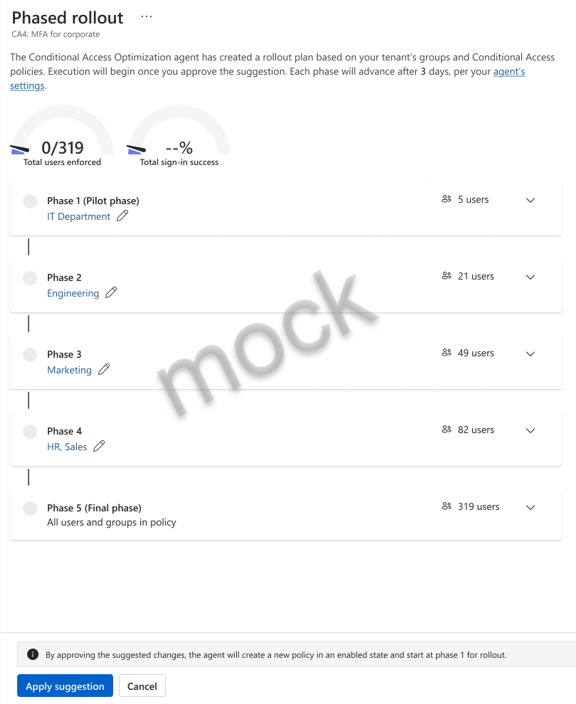 Phased rollout ...
CA4: MFA for corporate
The Conditional Access Optimization agent has created a rollout plan based on your tenant's groups and Conditional Access
policies. Execution will begin once you approve the suggestion. Each phase will advance after 3 days, per your agent's
settings.
0/319
Total users enforced
--%
Total sign-in success
Phase 1 (Pilot phase)
5 users
IT Department
Phase 2
21 users
Engineering
mock
Phase 3
49 users
Marketing
Phase 4
82 users
HR, Sales
Phase 5 (Final phase)
319 users
All users and groups in policy
By approving the suggested changes, the agent will create a new policy in an enabled state and start at phase 1 for rollout.
Apply suggestion
Cancel